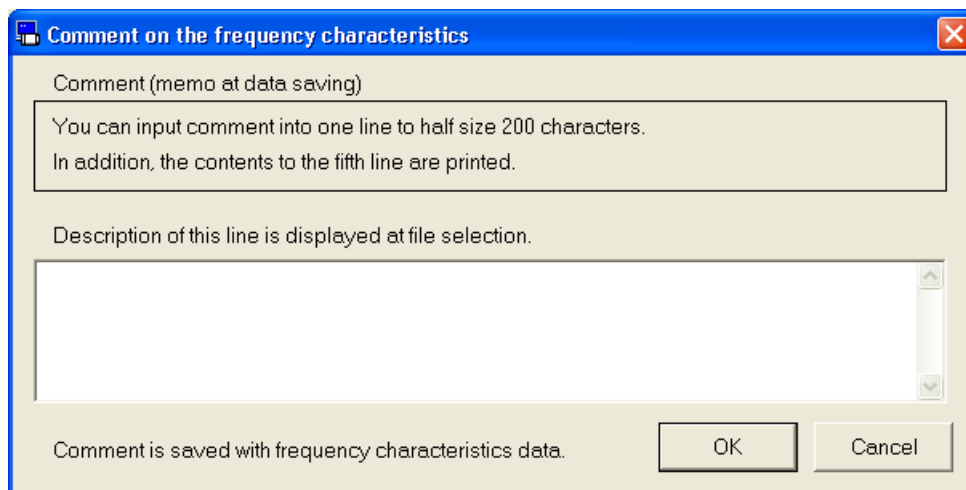 Comment on the frequency characteristics
Comment (memo at data saving)
You can input comment into one line to half size 200 characters.
In addition, the contents to the fifth line are printed.
Description of this line is displayed at file selection.
Comment is saved with frequency characteristics data.
OK
Cancel